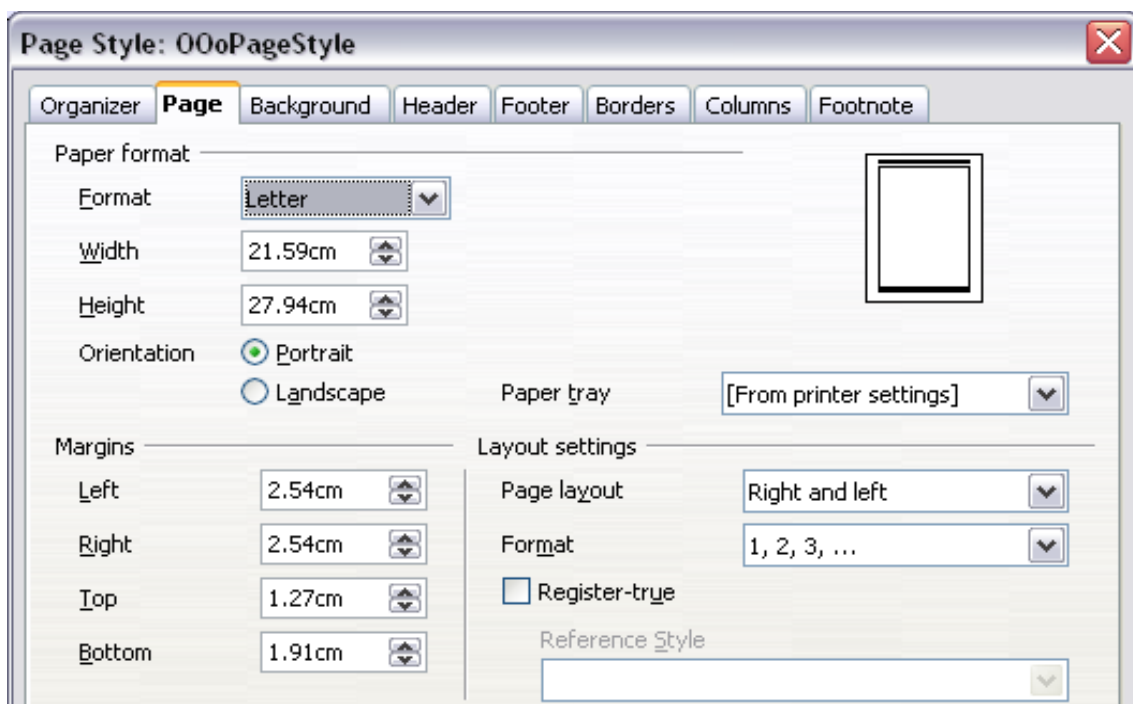 Page Style: OOoPageStyle
Organizer Page Background Header Footer Borders Columns Footnote
Paper format
Format Letter
Width 21.59cm
Height 27.94cm
Orientation Portrait
Landscape
Paper tray [From printer settings]
Margins
Left 2.54cm
Right 2.54cm
Top 1.27cm
Bottom 1.91cm
Layout settings
Page layout Right and left
Format 1, 2, 3, ...
Register-true
Reference Style